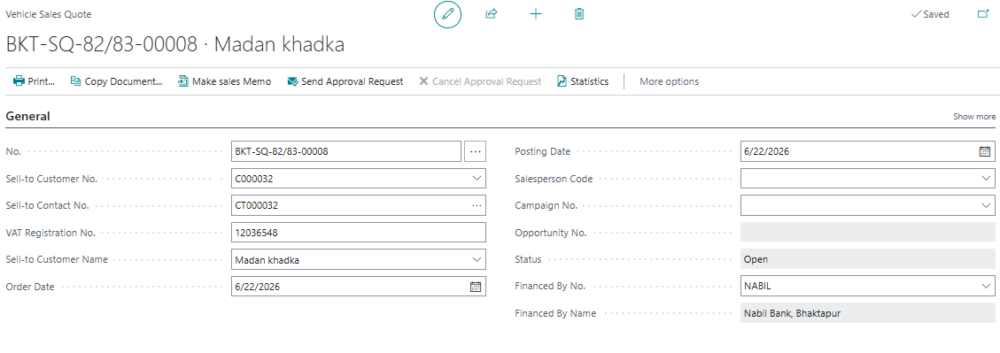 Vehicle Sales Quote
Saved
BKT-SQ-82/83-00008 · Madan khadka
Print... Copy Document... Make sales Memo Send Approval Request Cancel Approval Request Statistics More options
General
Show more
No. BKT-SQ-82/83-00008 ...
Sell-to Customer No. C000032
Sell-to Contact No. CT000032 ...
VAT Registration No. 12036548
Sell-to Customer Name Madan khadka
Order Date 6/22/2026
Posting Date 6/22/2026
Salesperson Code
Campaign No.
Opportunity No.
Status Open
Financed By No. NABIL
Financed By Name Nabil Bank, Bhaktapur